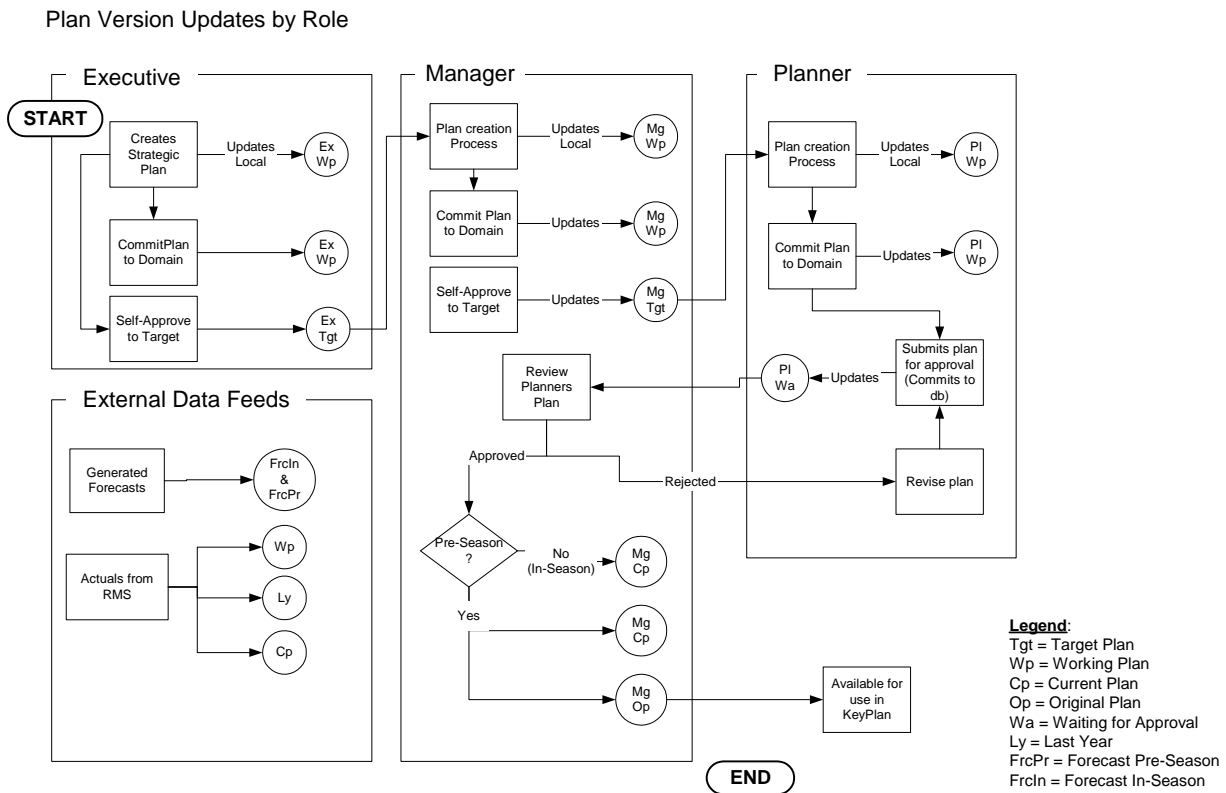 Plan Version Updates by Role
Executive
START
Creates
Strategic
Plan
Updates
Local
Ex
Wp
CommitPlan
to Domain
Ex
Wp
Self-Approve
to Target
Ex
Tgt
Manager
Plan creation
Process
Updates
Local
Mg
Wp
Commit Plan
to Domain
Updates
Mg
Wp
Self-Approve
to Target
Updates
Mg
Tgt
Review
Planners
Plan
Approved
Rejected
Pre-Season
?
No
(In-Season)
Mg
Cp
Yes
Mg
Cp
Mg
Op
Planner
Plan creation
Process
Updates
Local
Pl
Wp
Commit Plan
to Domain
Updates
Pl
Wp
Submits plan
for approval
(Commits to
db)
Updates
Pl
Wa
Revise plan
Available for
use in
KeyPlan
External Data Feeds
Generated
Forecasts
FrcIn
&
FrcPr
Actuals from
RMS
Wp
Ly
Cp
END
Legend:
Tgt = Target Plan
Wp = Working Plan
Cp = Current Plan
Op = Original Plan
Wa = Waiting for Approval
Ly = Last Year
FrcPr = Forecast Pre-Season
FrcIn = Forecast In-Season